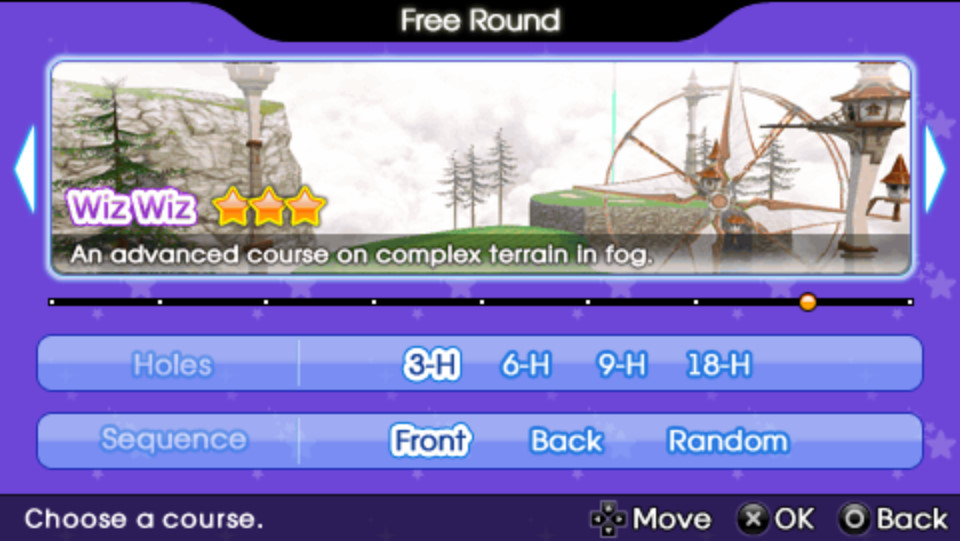 Free Round
Wiz Wiz
An advanced course on complex terrain in fog.
Holes 3-H 6-H 9-H 18-H
Sequence Front Back Random
Choose a course. Move OK Back